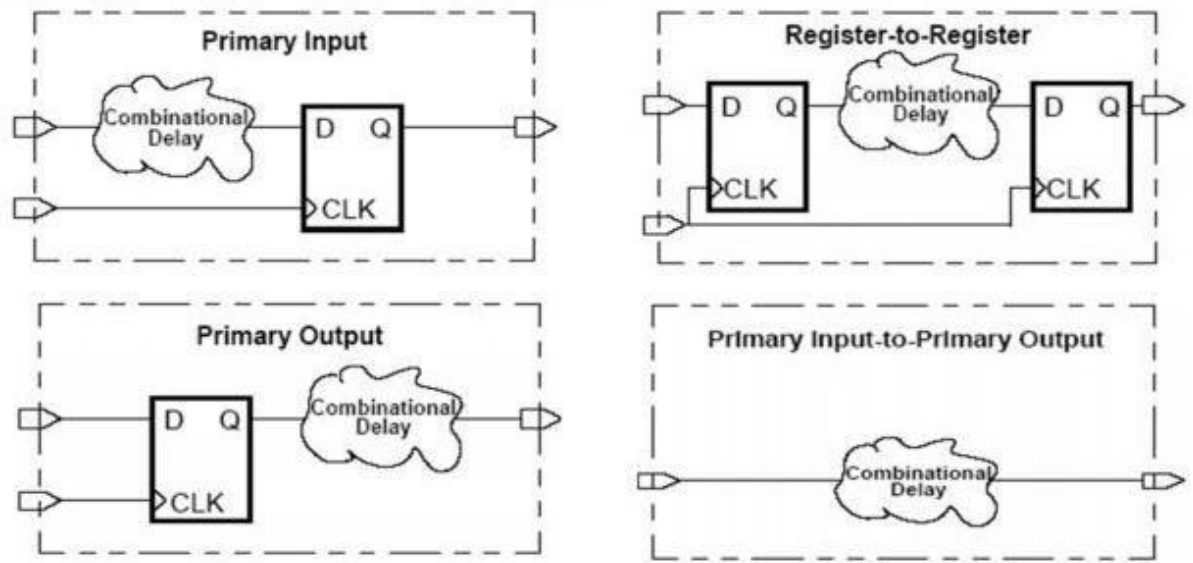 Primary Input
Combinational
Delay
D Q
CLK
Register-to-Register
D Q
Combinational
Delay
D Q
CLK
CLK
Primary Output
D Q
Combinational
Delay
CLK
Primary Input-to-Primary Output
Combinational
Delay